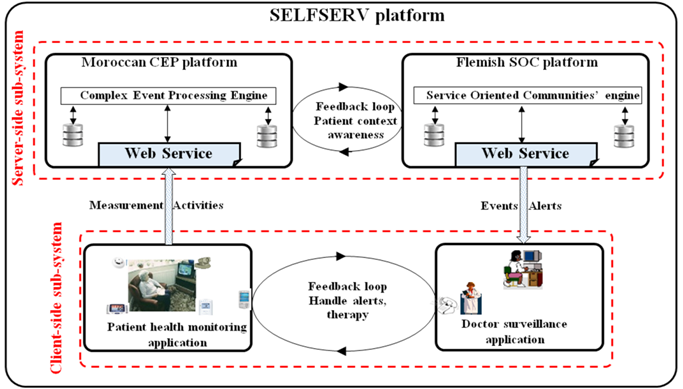 SELFSERV platform
Server-side sub-system
Moroccan CEP platform
Complex Event Processing Engine
Web Service
Feedback loop
Patient context
awareness
Flemish SOC platform
Service Oriented Communities' engine
Web Service
Measurement Activities
Events Alerts
Client-side sub-system
Patient health monitoring
application
Feedback loop
Handle alerts,
therapy
Doctor surveillance
application